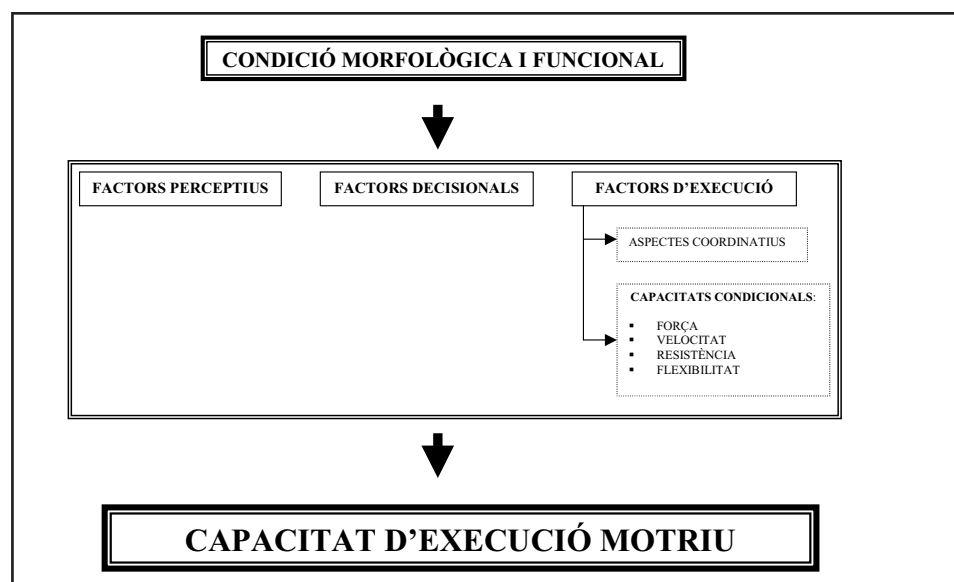 CONDICIÓ MORFOLÒGICA I FUNCIONAL
FACTORS PERCEPTIUS
FACTORS DECISIONALS
FACTORS D’EXECUCIÓ
ASPECTES COORDINATIUS
CAPACITATS CONDICIONALS:
▪ FORÇA
▪ VELOCITAT
▪ RESISTÈNCIA
▪ FLEXIBILITAT
CAPACITAT D’EXECUCIÓ MOTRIU